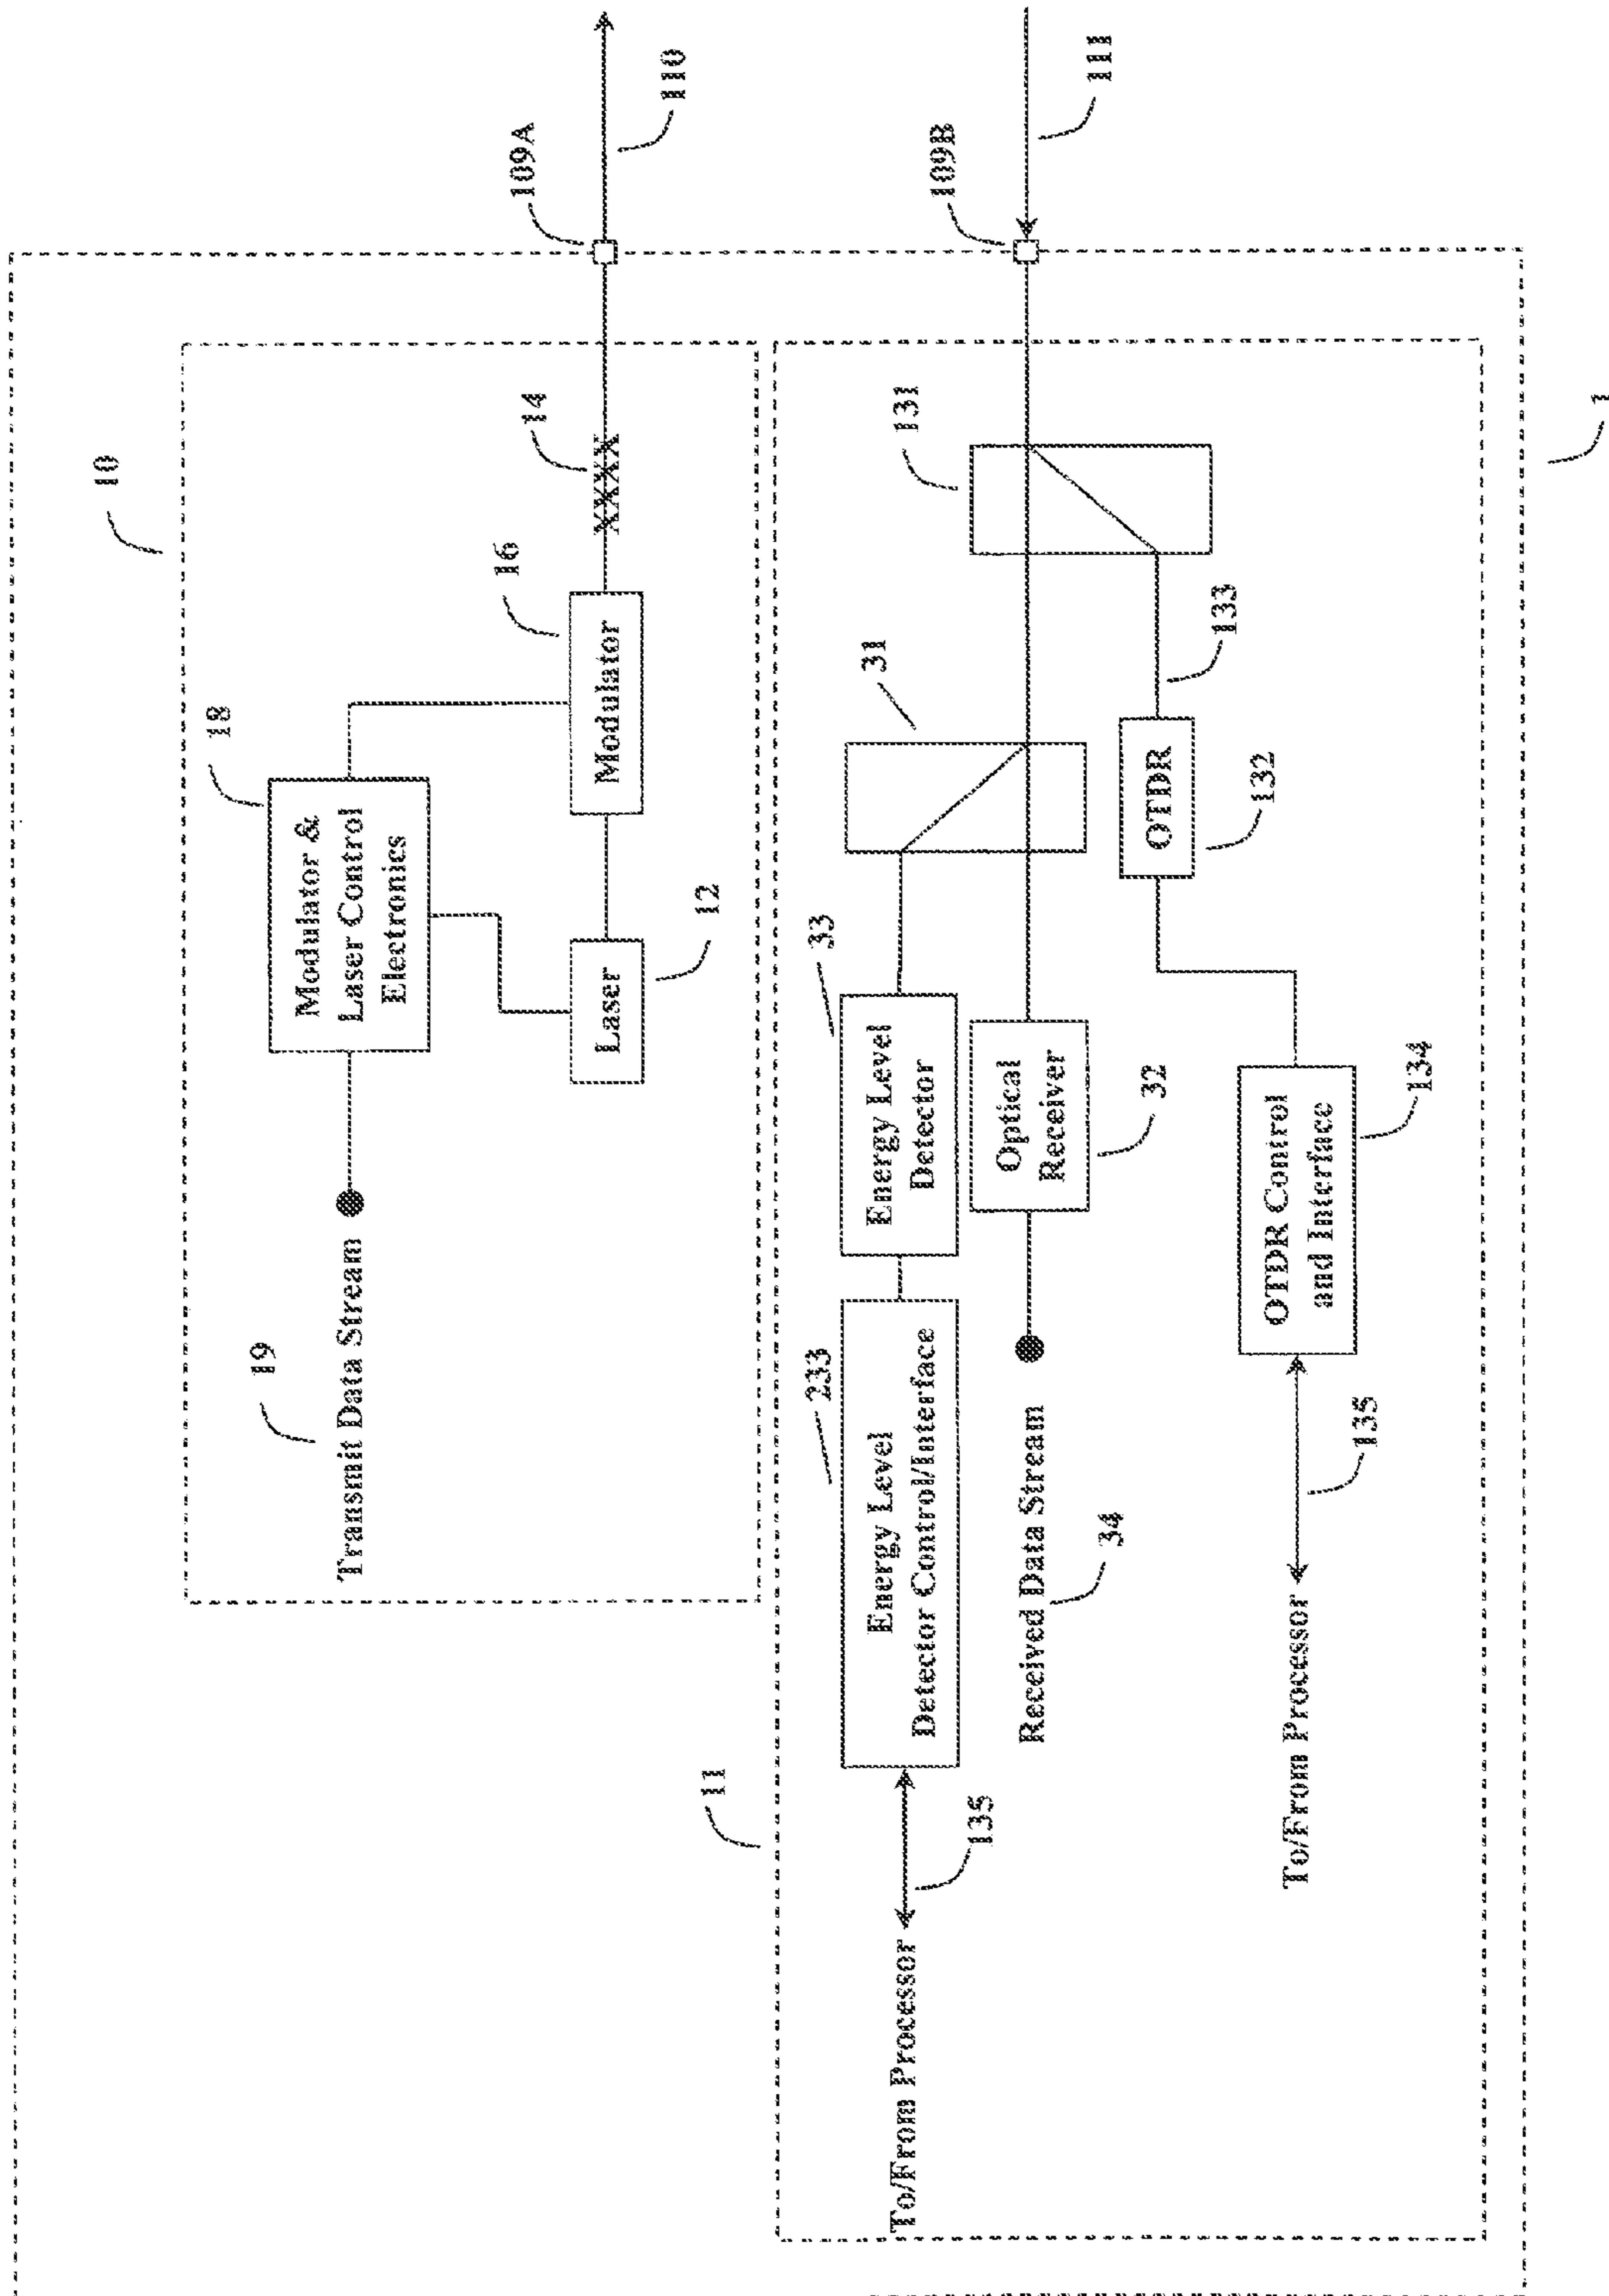 10
19
Transmit Data Stream
18
Modulator &
Laser Control
Electronics
Laser
12
16
Modulator
14
XXXX
109A
110
11
To/From Processor
135
233
Energy Level
Detector Control/Interface
33
Energy Level
Detector
31
131
109B
111
Received Data Stream
34
Optical
Receiver
32
133
OTDR
132
OTDR Control
and Interface
134
To/From Processor
135
1